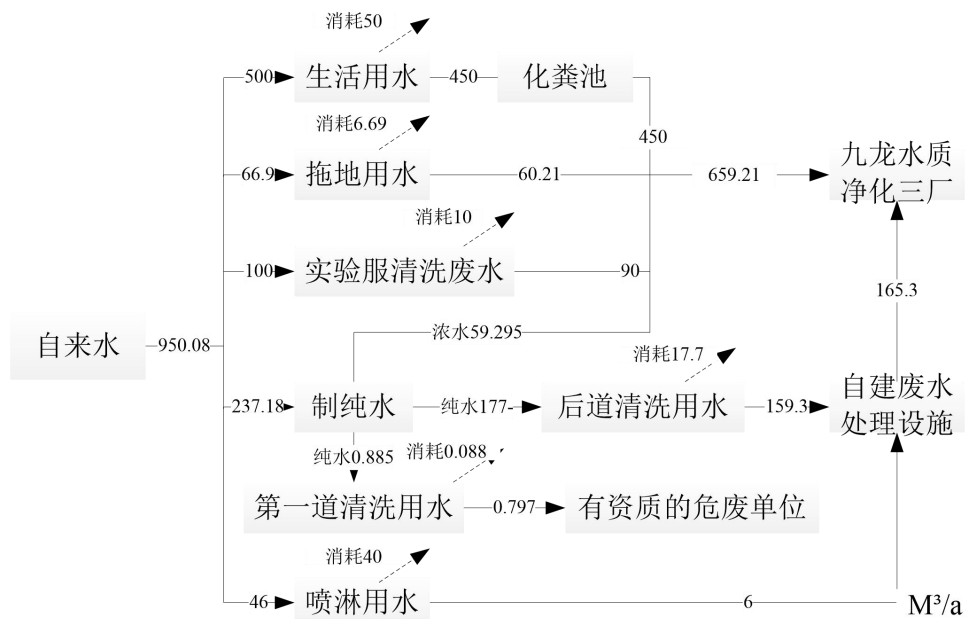 消耗50
500
生活用水
450
化粪池
消耗6.69
450
66.9
拖地用水
60.21
659.21
九龙水质
净化三厂
消耗10
100
实验服清洗废水
90
165.3
自来水
950.08
浓水59.295
消耗17.7
237.18
制纯水
纯水177
后道清洗用水
159.3
自建废水
处理设施
纯水0.885
消耗0.088
第一道清洗用水
0.797
有资质的危废单位
消耗40
46
喷淋用水
6
M³/a